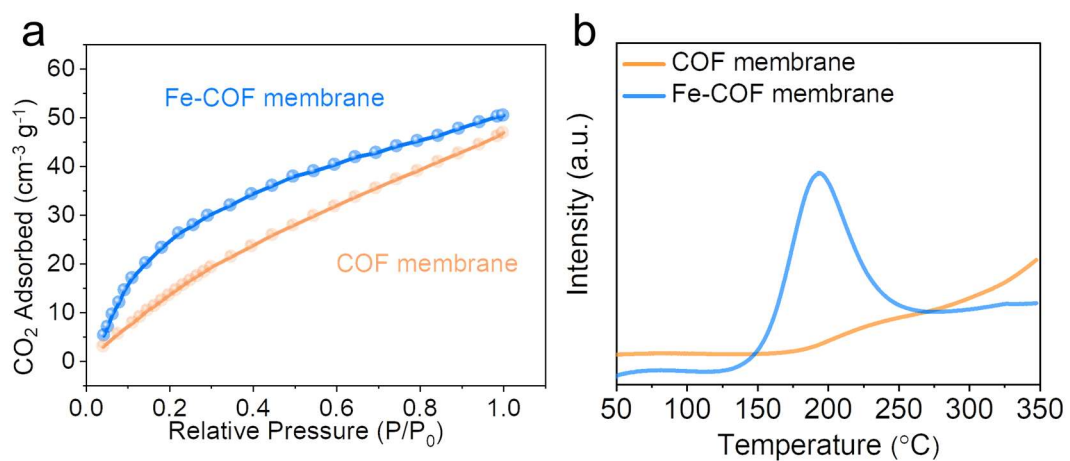 a
60
50
40
30
20
10
0
CO₂ Adsorbed (cm⁻³ g⁻¹)
Fe-COF membrane
COF membrane
0.0 0.2 0.4 0.6 0.8 1.0
Relative Pressure (P/P₀)
b
COF membrane
Fe-COF membrane
Intensity (a.u.)
50 100 150 200 250 300 350
Temperature (°C)